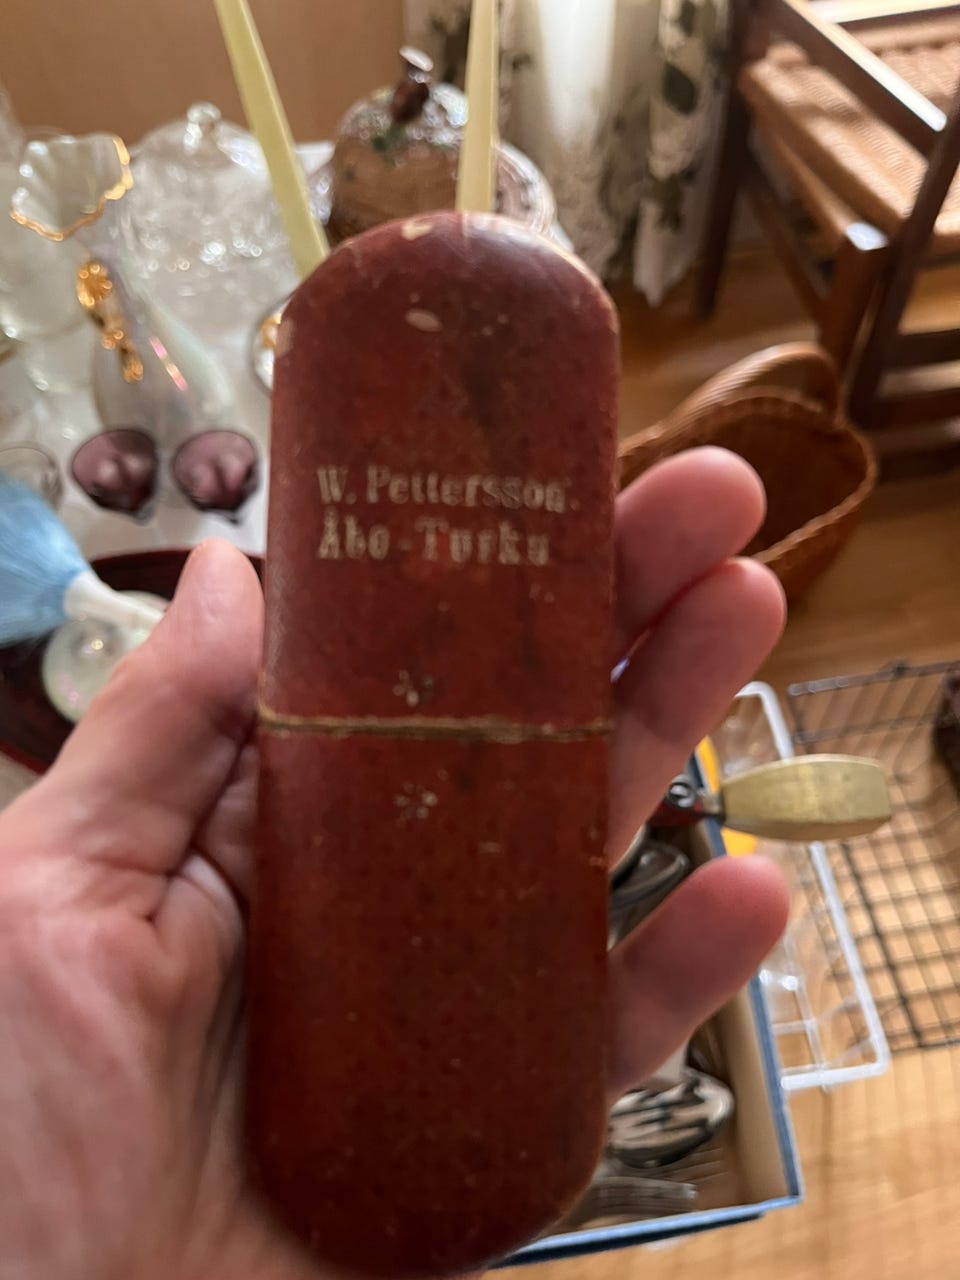 W. Pettersson.
Åbo - Turku